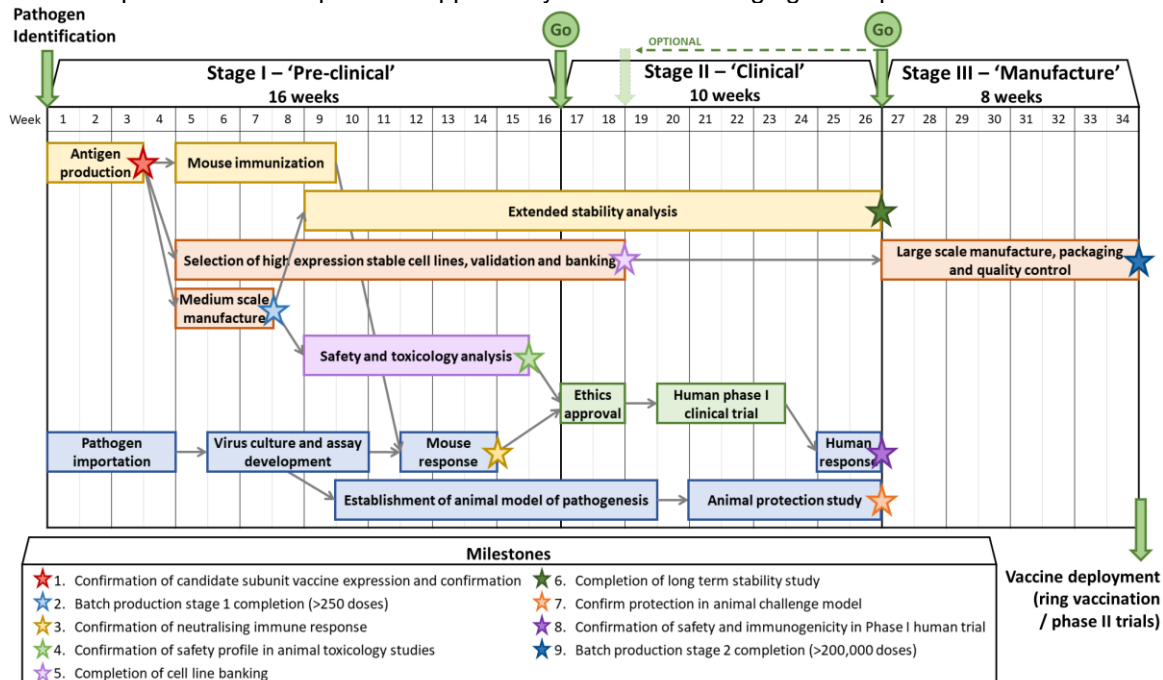 Pathogen
Identification
Go
Go
OPTIONAL
Stage I – 'Pre-clinical'
16 weeks
Stage II – 'Clinical'
10 weeks
Stage III – 'Manufacture'
8 weeks
Week 1 2 3 4 5 6 7 8 9 10 11 12 13 14 15 16 17 18 19 20 21 22 23 24 25 26 27 28 29 30 31 32 33 34
Antigen
production
Mouse immunization
Extended stability analysis
Selection of high expression stable cell lines, validation and banking
Large scale manufacture, packaging
and quality control
Medium scale
manufacture
Safety and toxicology analysis
Ethics
approval
Human phase I
clinical trial
Pathogen
importation
Virus culture and assay
development
Mouse
response
Human
response
Establishment of animal model of pathogenesis
Animal protection study
Milestones
1. Confirmation of candidate subunit vaccine expression and confirmation
2. Batch production stage 1 completion (>250 doses)
3. Confirmation of neutralising immune response
4. Confirmation of safety profile in animal toxicology studies
5. Completion of cell line banking
6. Completion of long term stability study
7. Confirm protection in animal challenge model
8. Confirmation of safety and immunogenicity in Phase I human trial
9. Batch production stage 2 completion (>200,000 doses)
Vaccine deployment
(ring vaccination
/ phase II trials)